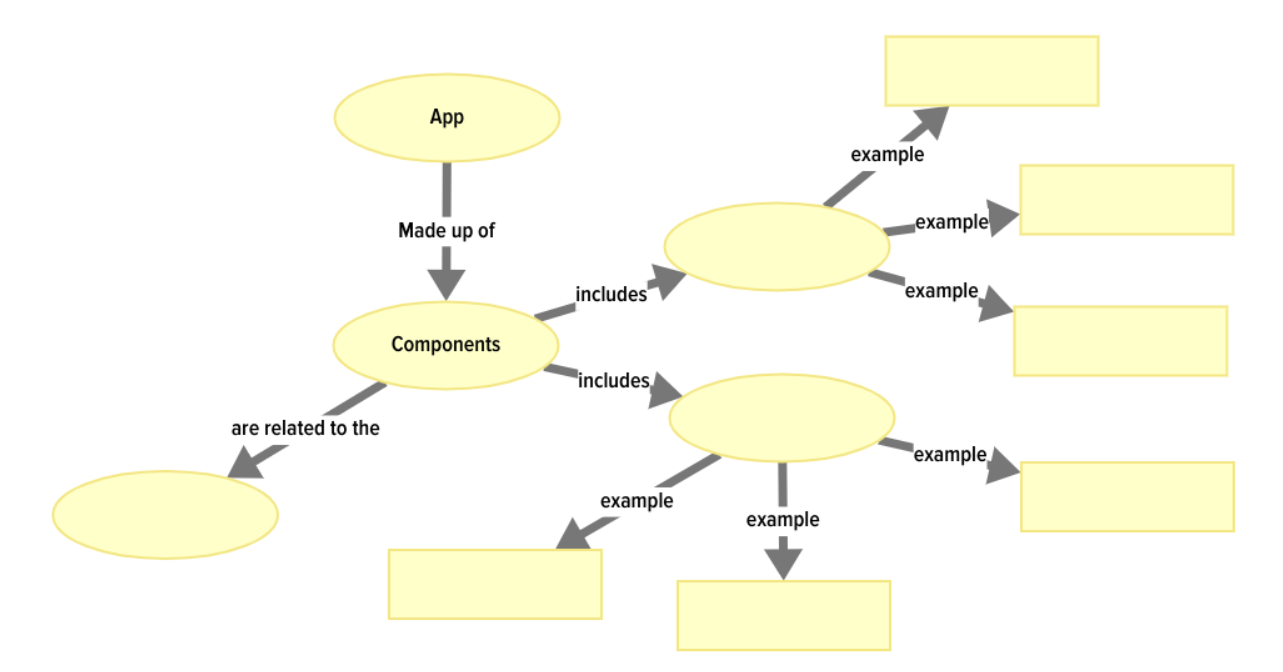 App
example
example
Made up of
includes
example
Components
includes
are related to the
example
example
example